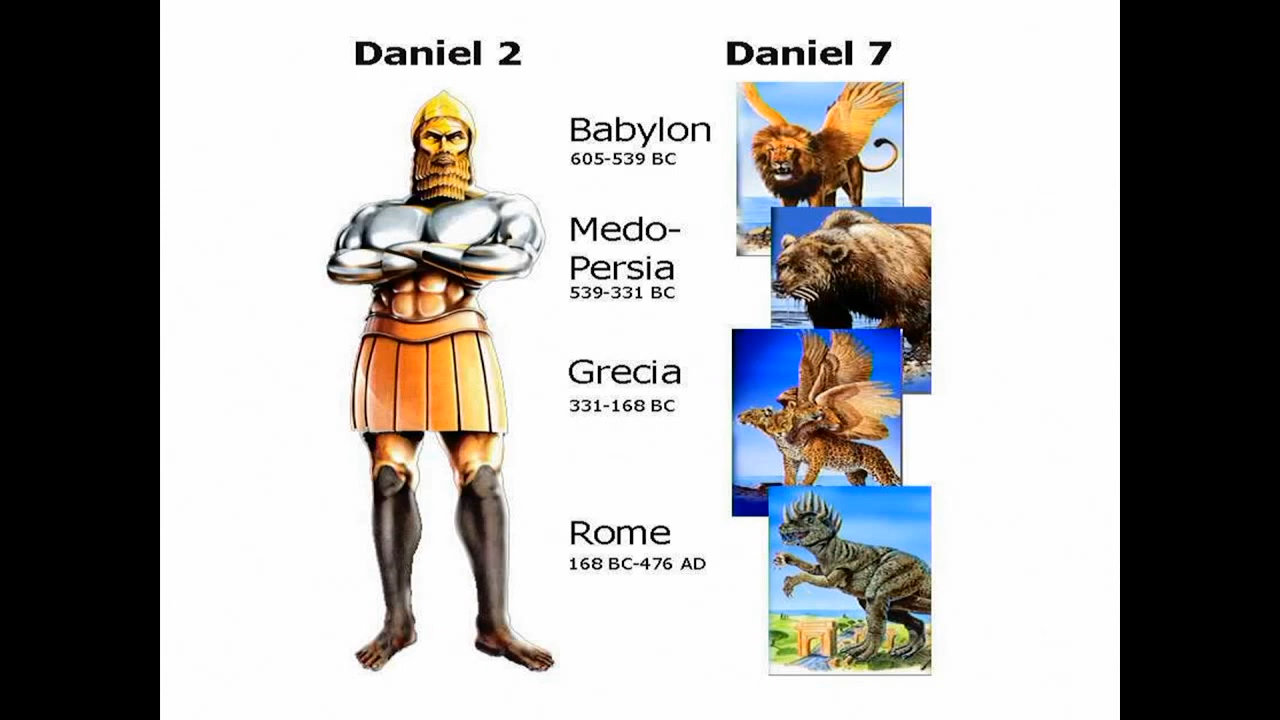 Daniel 2
Daniel 7
Babylon
605-539 BC
Medo-
Persia
539-331 BC
Grecia
331-168 BC
Rome
168 BC-476 AD